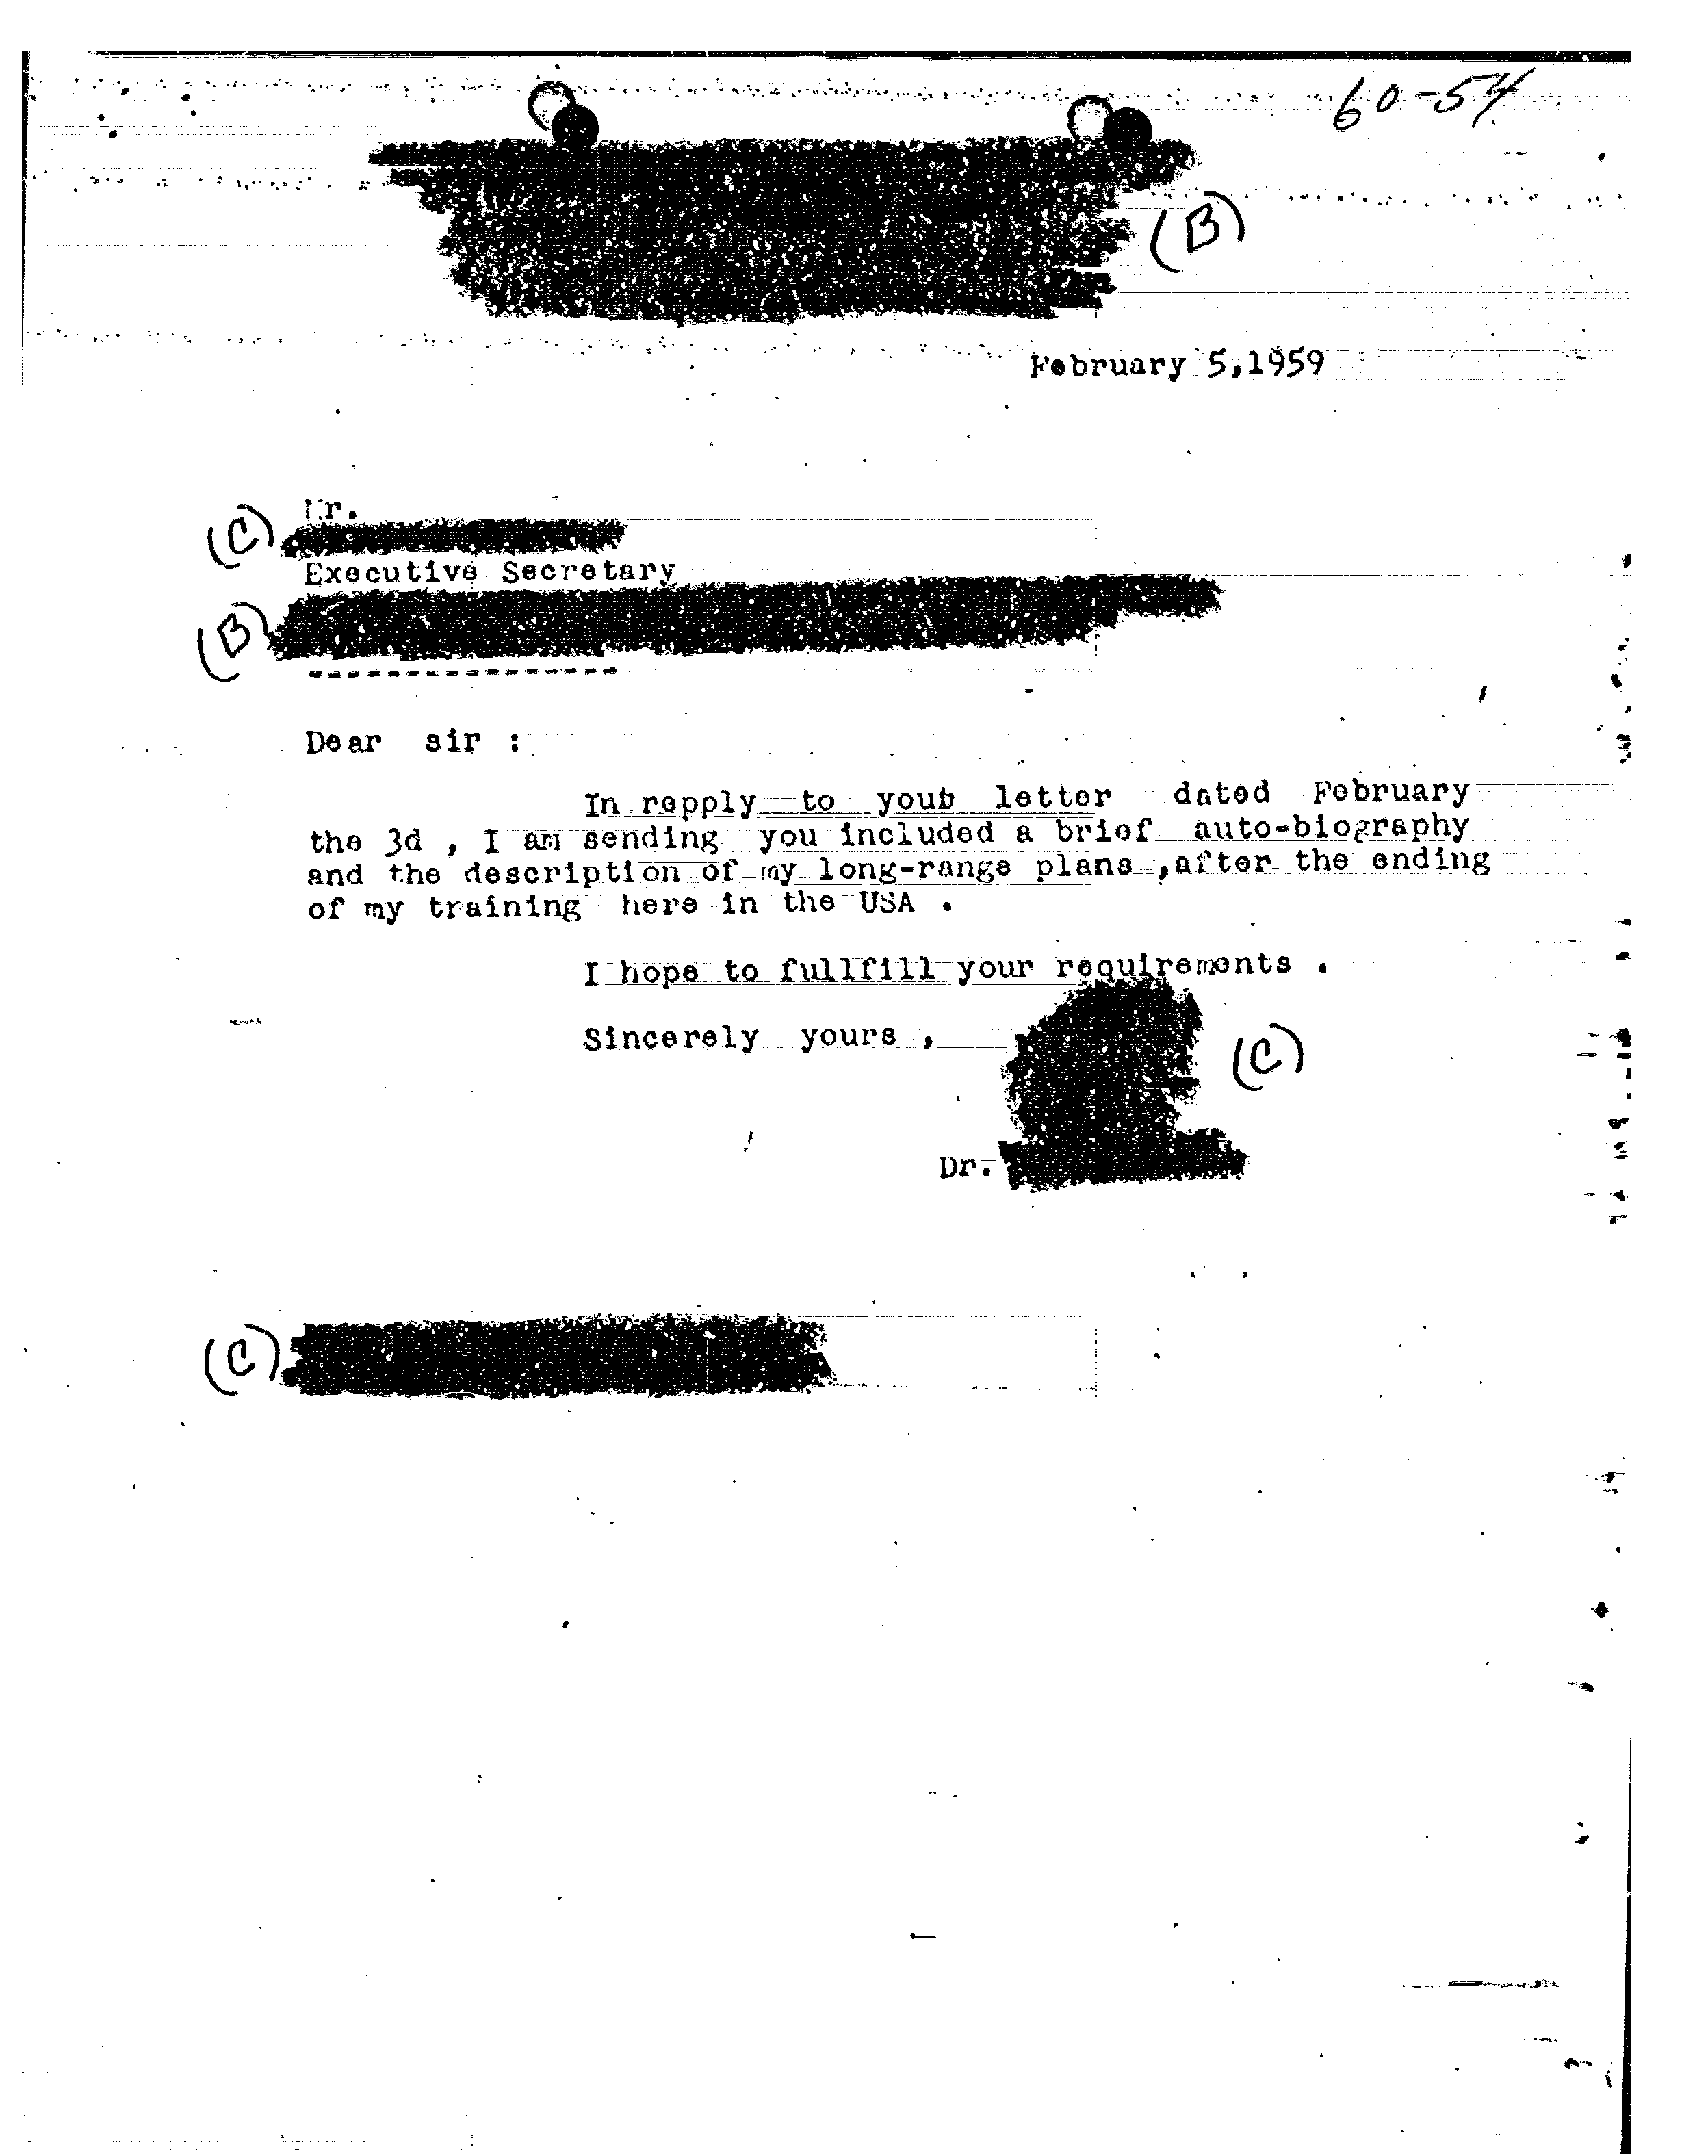 60-54
(B)
February 5,1959
Mr.
(C)
Executive Secretary
(B)
----------------
Dear sir :
In repply to youb letter dated February
the 3d , I am sending you included a brief auto-biography
and the description of my long-range plans ,after the ending
of my training here in the USA .
I hope to fullfill your requirements .
Sincerely yours ,
(C)
Dr.
(C)